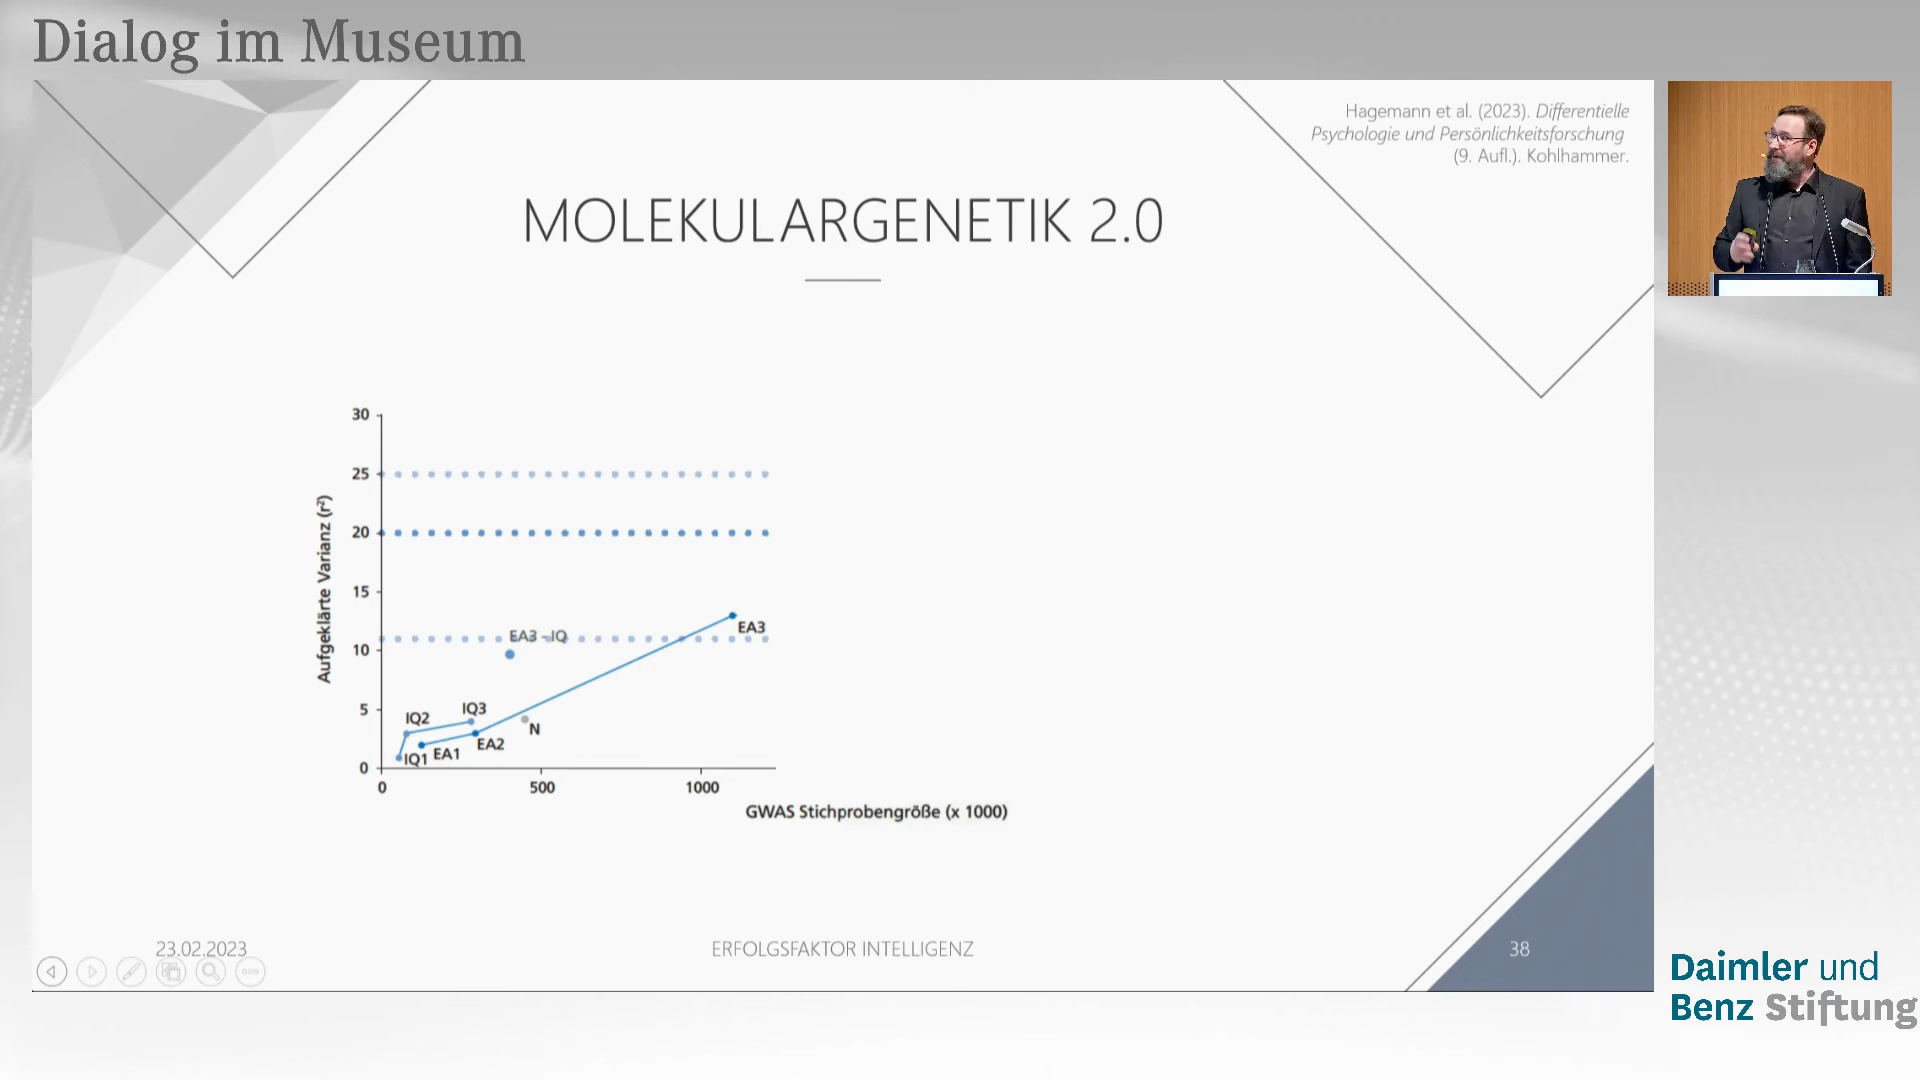 Dialog im Museum
Hagemann et al. (2023). Differentielle
Psychologie und Persönlichkeitsforschung
(9. Aufl.). Kohlhammer.
MOLEKULARGENETIK 2.0
30
25
20
15
10
5
0
Aufgeklärte Varianz (r²)
EA3 -IQ
EA3
IQ2
IQ3
N
IQ1
EA1
EA2
0
500
1000
GWAS Stichprobengröße (x 1000)
23.02.2023
ERFOLGSFAKTOR INTELLIGENZ
38
Daimler und
Benz Stiftung